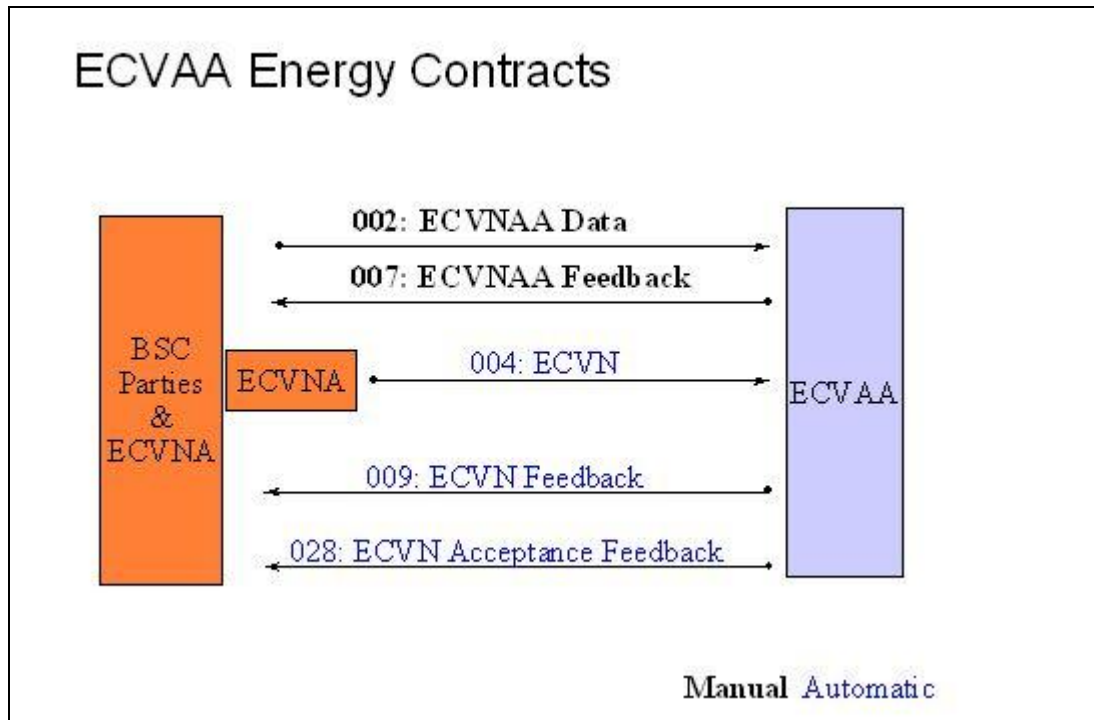 ECVAA Energy Contracts
002: ECVNAA Data
007: ECVNAA Feedback
BSC
Parties
&
ECVNA
ECVNA
004: ECVN
ECVAA
009: ECVN Feedback
028: ECVN Acceptance Feedback
Manual Automatic